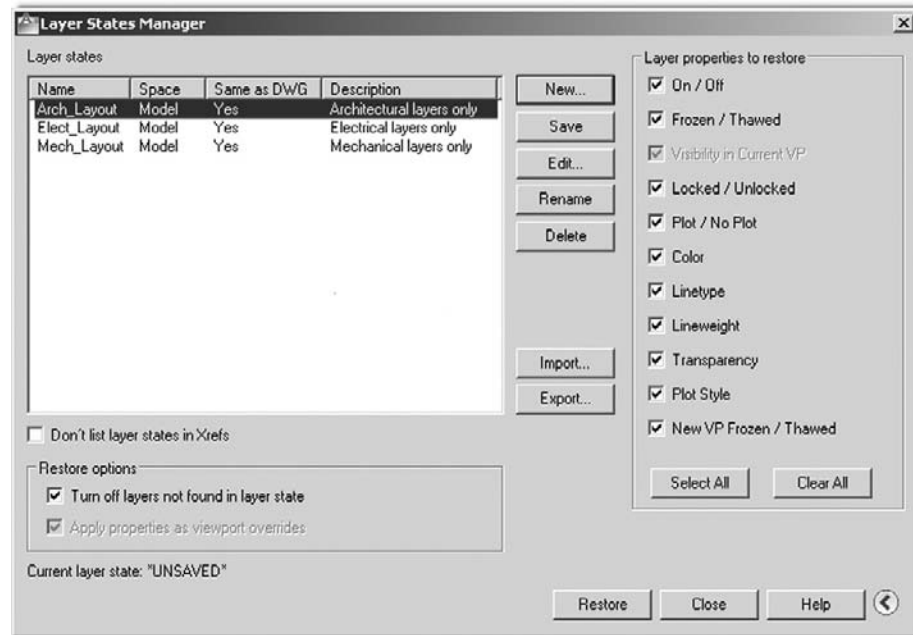 Layer States Manager
Layer states
Name Space Same as DWG Description
Arch_Layout Model Yes Architectural layers only
Elect_Layout Model Yes Electrical layers only
Mech_Layout Model Yes Mechanical layers only
New...
Save
Edit...
Rename
Delete
Import...
Export...
Don't list layer states in Xrefs
Restore options
Turn off layers not found in layer state
Apply properties as viewport overrides
Current layer state: "UNSAVED"
Layer properties to restore
On / Off
Frozen / Thawed
Visibility in Current VP
Locked / Unlocked
Plot / No Plot
Color
Linetype
Lineweight
Transparency
Plot Style
New VP Frozen / Thawed
Select All Clear All
Restore Close Help